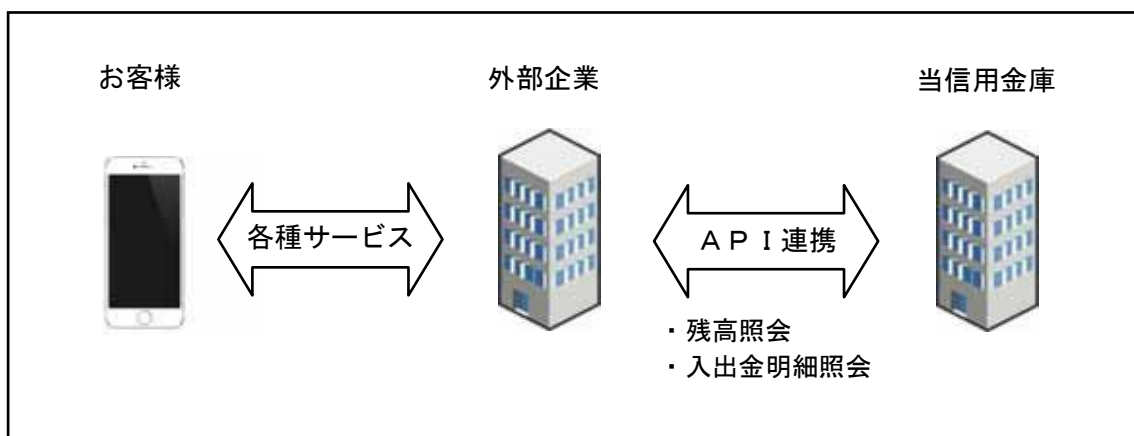 お客様
外部企業
当信用金庫
各種サービス
ＡＰＩ連携
・残高照会
・入出金明細照会